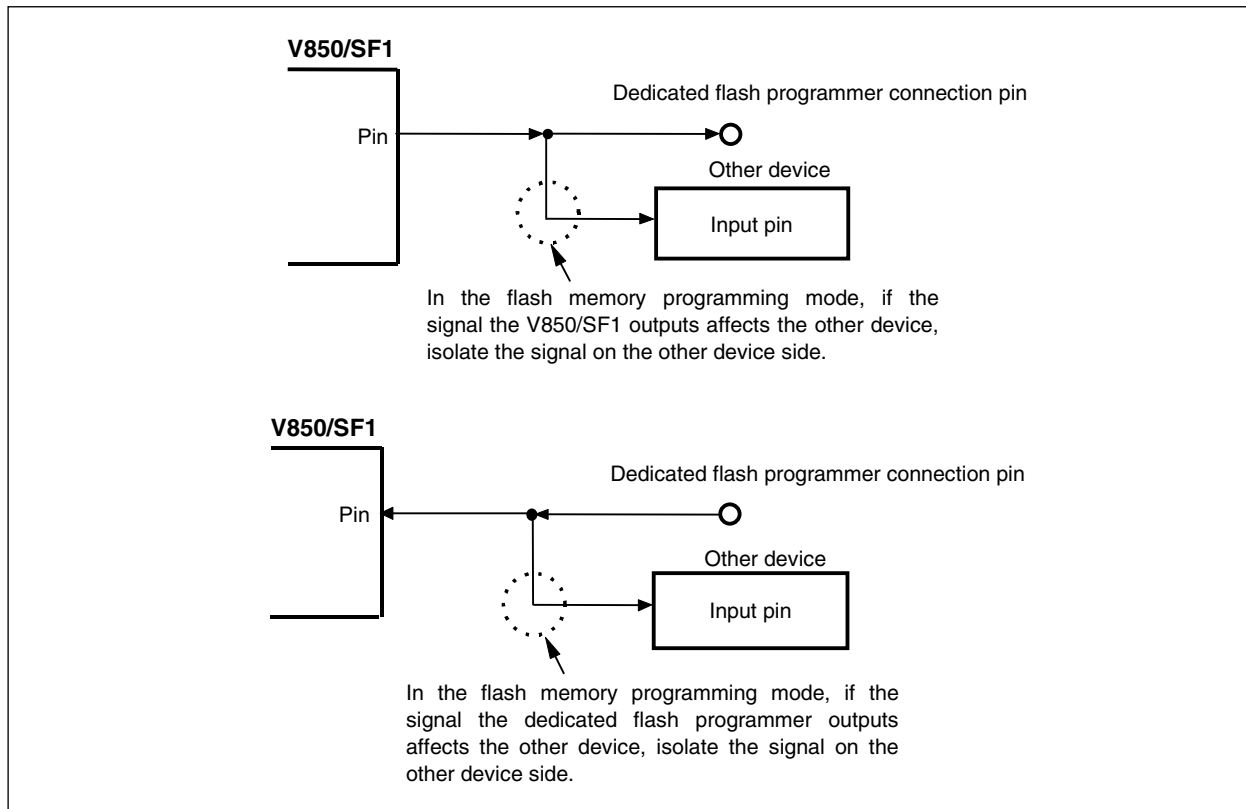 V850/SF1
Dedicated flash programmer connection pin
Pin
Other device
Input pin
In the flash memory programming mode, if the
signal the V850/SF1 outputs affects the other device,
isolate the signal on the other device side.
V850/SF1
Dedicated flash programmer connection pin
Pin
Other device
Input pin
In the flash memory programming mode, if the
signal the dedicated flash programmer outputs
affects the other device, isolate the signal on the
other device side.